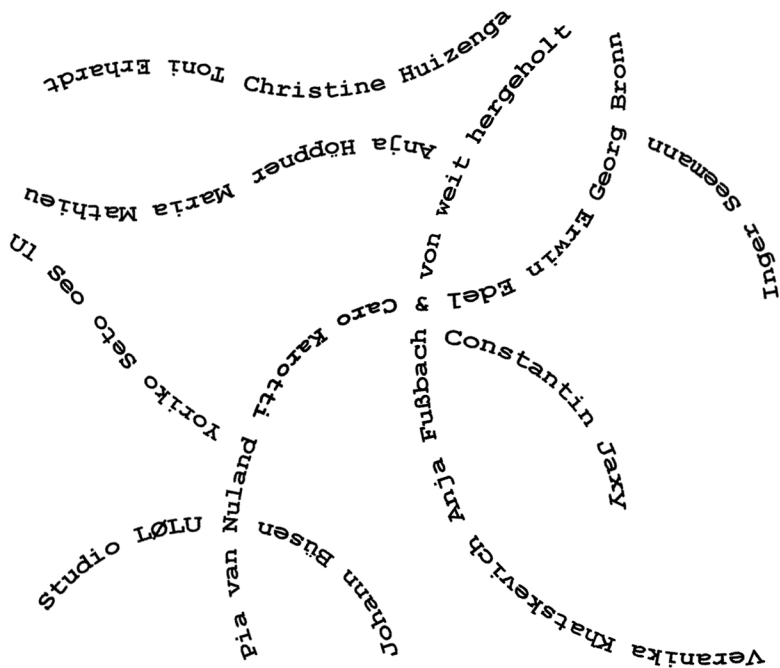 Toni Erhardt
Christine Huizenga
von weit hergeholt
Georg Bronn
Anja Höppner
Maria Mathieu
Inger Seemann
Erwin Edel
&
Caro Karotti
Ul Seo
Yoriko Seto
Constantin Jaxy
Anja Fußbach
Pia van Nuland
Studio LØLU
Johann Büsen
Veranika Khatskevich